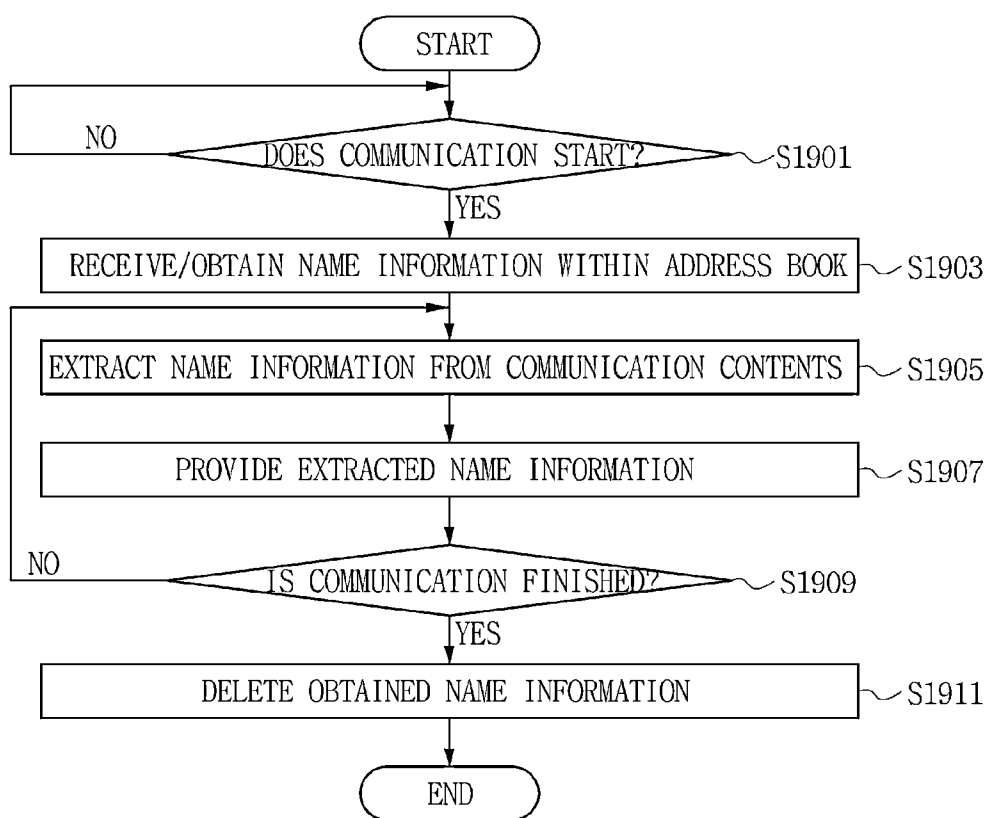 START
NO
DOES COMMUNICATION START?
S1901
YES
RECEIVE/OBTAIN NAME INFORMATION WITHIN ADDRESS BOOK
S1903
EXTRACT NAME INFORMATION FROM COMMUNICATION CONTENTS
S1905
PROVIDE EXTRACTED NAME INFORMATION
S1907
NO
IS COMMUNICATION FINISHED?
S1909
YES
DELETE OBTAINED NAME INFORMATION
S1911
END